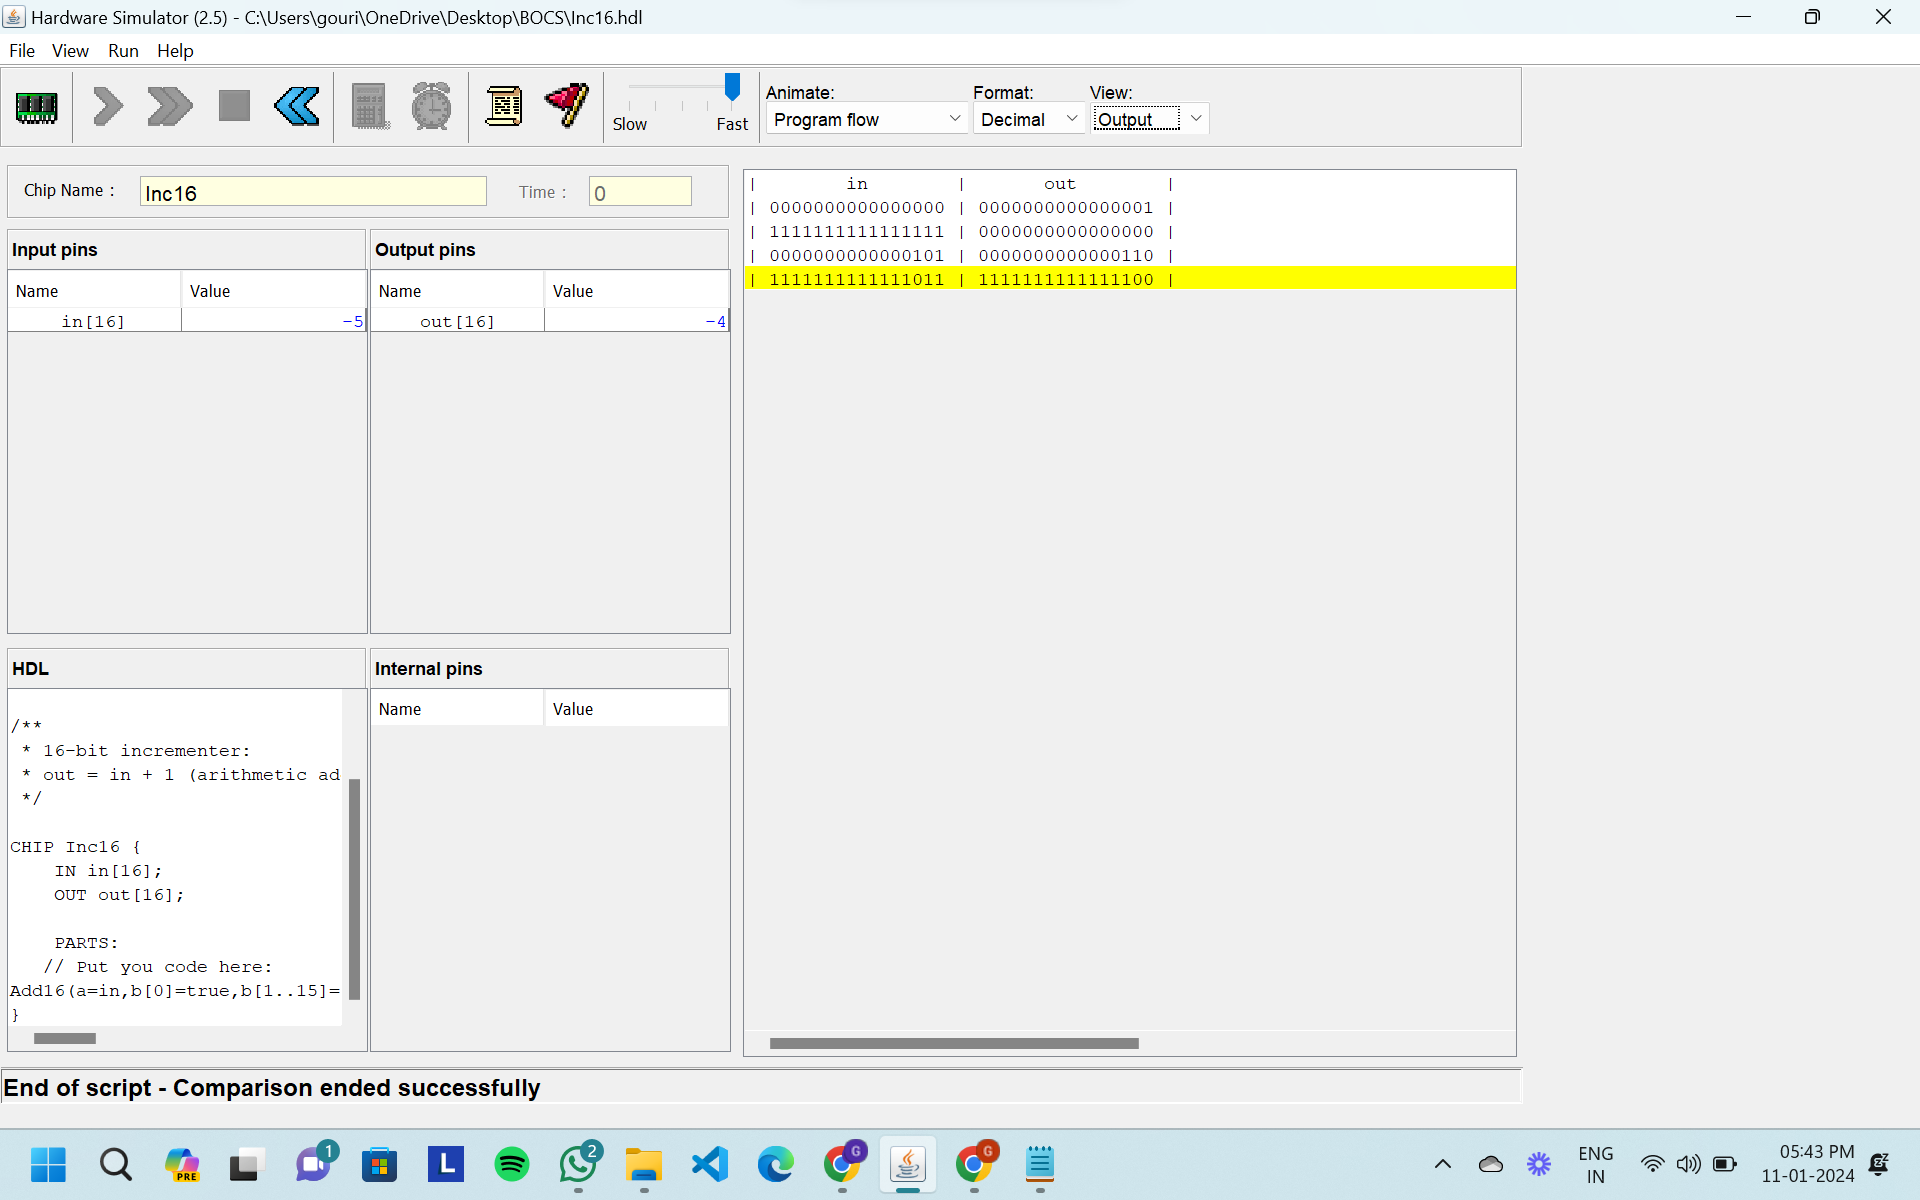 Hardware Simulator (2.5) - C:\Users\gouri\OneDrive\Desktop\BOCS\Inc16.hdl
File View Run Help
Slow Fast
Animate: Format: View:
Program flow Decimal Output
Chip Name : Inc16 Time : 0
Input pins Output pins
Name Value Name Value
in[16] -5 out[16] -4
| in | out |
| 0000000000000000 | 0000000000000001 |
| 1111111111111111 | 0000000000000000 |
| 0000000000000101 | 0000000000000110 |
| 1111111111111011 | 1111111111111100 |
HDL
/**
* 16-bit incrementer:
* out = in + 1 (arithmetic ad
*/
CHIP Inc16 {
IN in[16];
OUT out[16];
PARTS:
// Put you code here:
Add16(a=in,b[0]=true,b[1..15]=
}
Internal pins
Name Value
End of script - Comparison ended successfully
PRE
1
L
2
G
G
ENG
IN
05:43 PM
11-01-2024